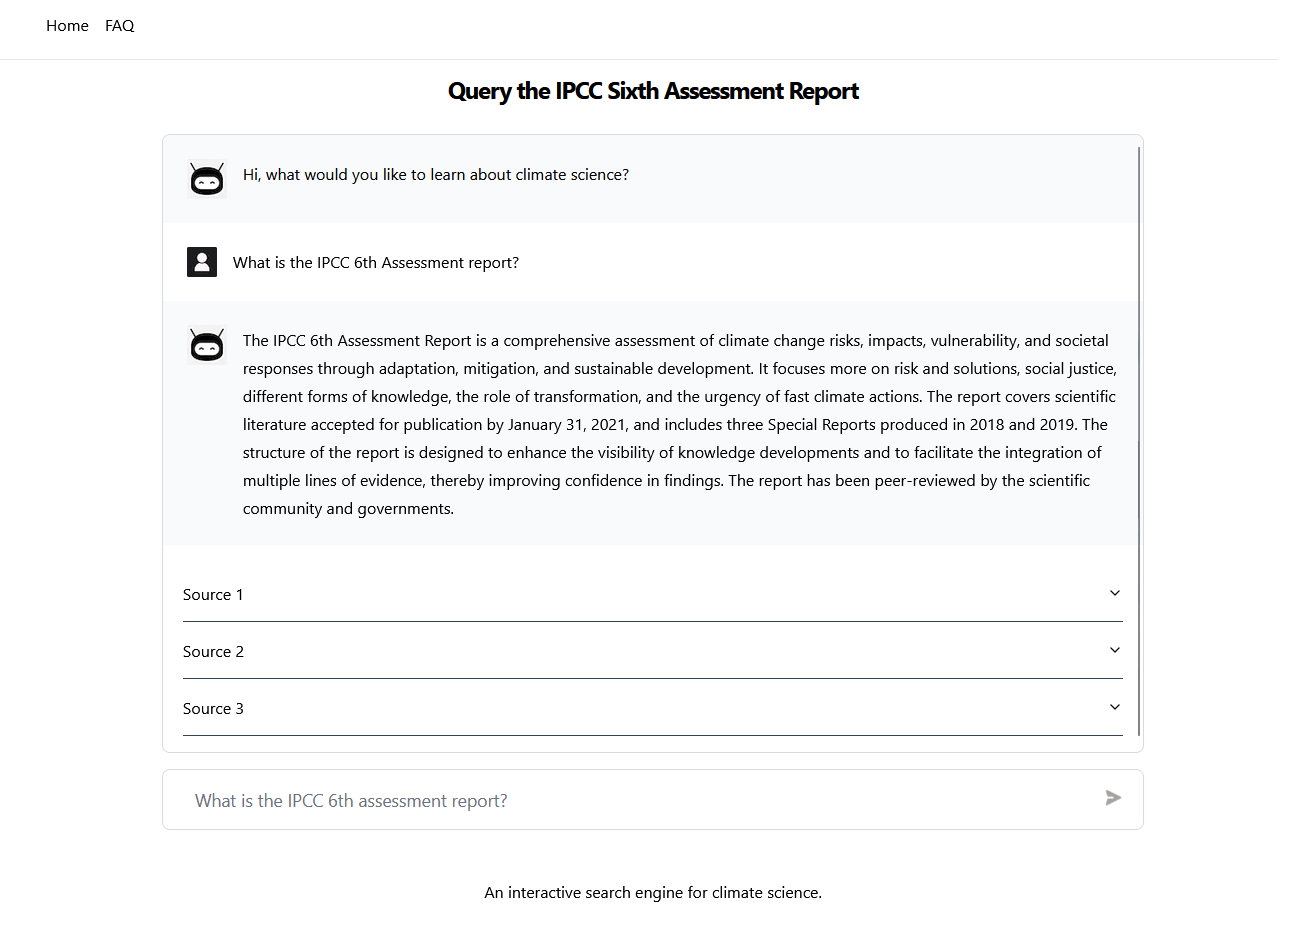 Home FAQ
Query the IPCC Sixth Assessment Report
Hi, what would you like to learn about climate science?
What is the IPCC 6th Assessment report?
The IPCC 6th Assessment Report is a comprehensive assessment of climate change risks, impacts, vulnerability, and societal
responses through adaptation, mitigation, and sustainable development. It focuses more on risk and solutions, social justice,
different forms of knowledge, the role of transformation, and the urgency of fast climate actions. The report covers scientific
literature accepted for publication by January 31, 2021, and includes three Special Reports produced in 2018 and 2019. The
structure of the report is designed to enhance the visibility of knowledge developments and to facilitate the integration of
multiple lines of evidence, thereby improving confidence in findings. The report has been peer-reviewed by the scientific
community and governments.
Source 1
Source 2
Source 3
What is the IPCC 6th assessment report?
An interactive search engine for climate science.